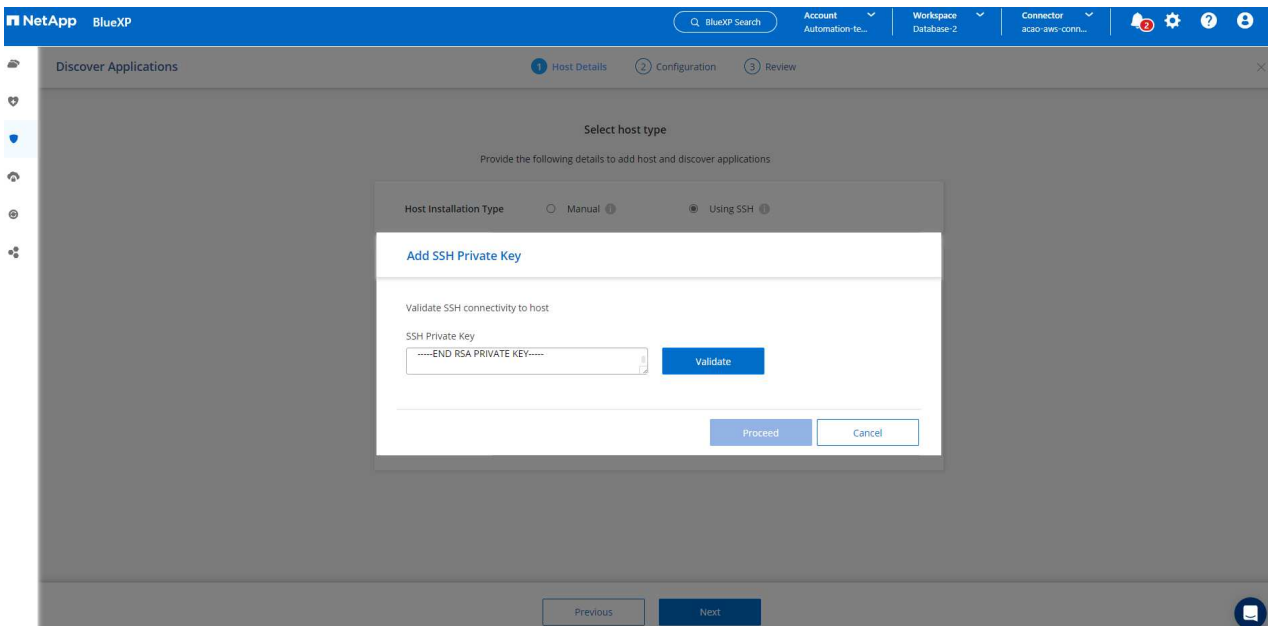 NetApp BlueXP
BlueXP Search
Account
Automation-te...
Workspace
Database-2
Connector
acao-aws-conn...
2
Discover Applications
1 Host Details 2 Configuration 3 Review
Select host type
Provide the following details to add host and discover applications
Host Installation Type Manual Using SSH
Add SSH Private Key
Validate SSH connectivity to host
SSH Private Key
-----END RSA PRIVATE KEY-----
Validate
Proceed Cancel
Previous Next